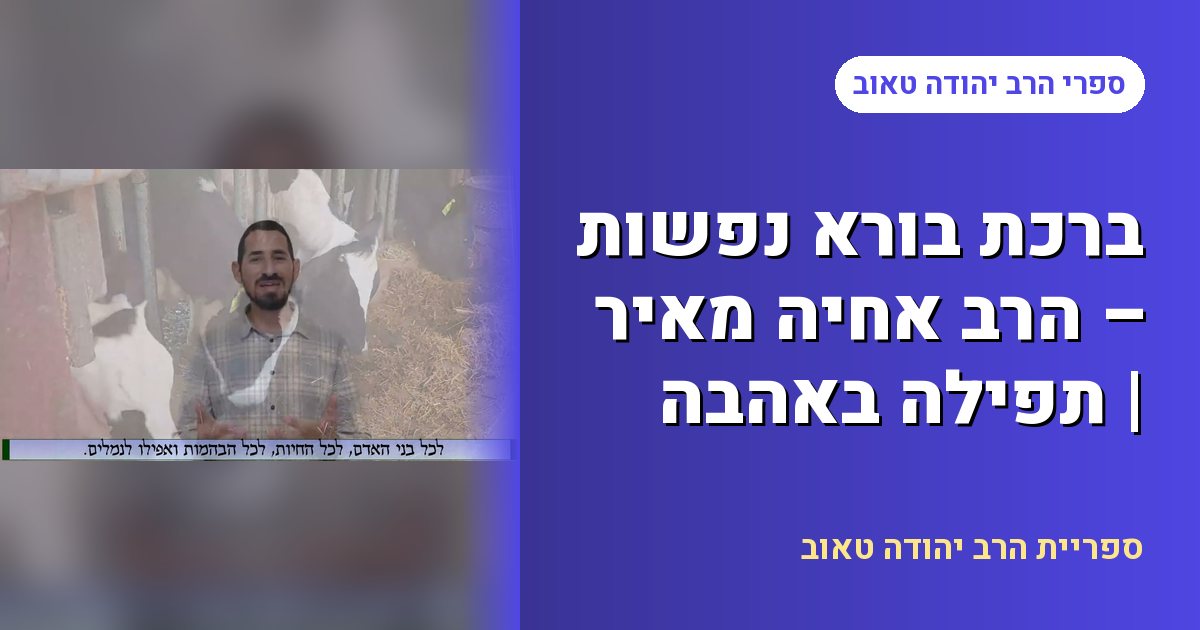 ספרי הרב יהודה טאוב
ברכת בורא נפשות
– הרב אחיה מאיר
| תפילה באהבה
לכל בני האדם, לכל החיות, לכל הבהמות ואפילו לנמלים.
ספריית הרב יהודה טאוב